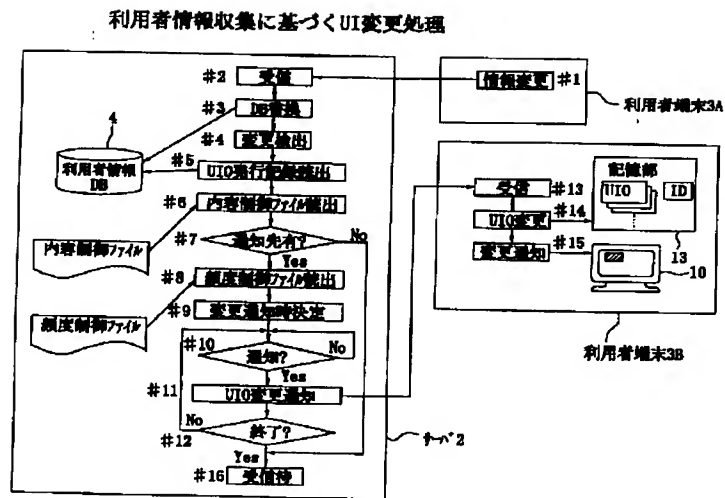 利用者情報収集に基づくUI変更処理
#2 受信
情報変更 #1
利用者端末3A
#3 DB書換
4
利用者情報
DB
#4 変更検出
#5 UIO発行記録読出
#6 内容制御ファイル読出
内容制御ファイル
#7 通知先有? No
Yes
#8 頻度制御ファイル読出
頻度制御ファイル
#9 変更通知時決定
#10 通知? No
Yes
#11 UIO変更通知
No
#12 終了?
Yes
#16 受信待
サーバ2
受信 #13
UIO変更 #14
変更通知 #15
記憶部
UIO ID
13
10
利用者端末3B